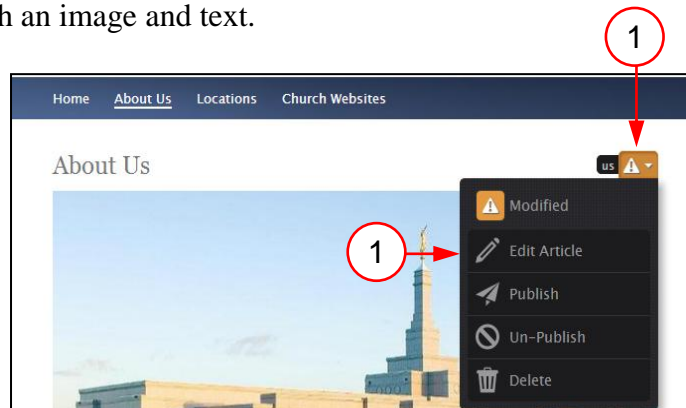 h an image and text.
1
Home About Us Locations Church Websites
About Us
us
Modified
1
Edit Article
Publish
Un-Publish
Delete